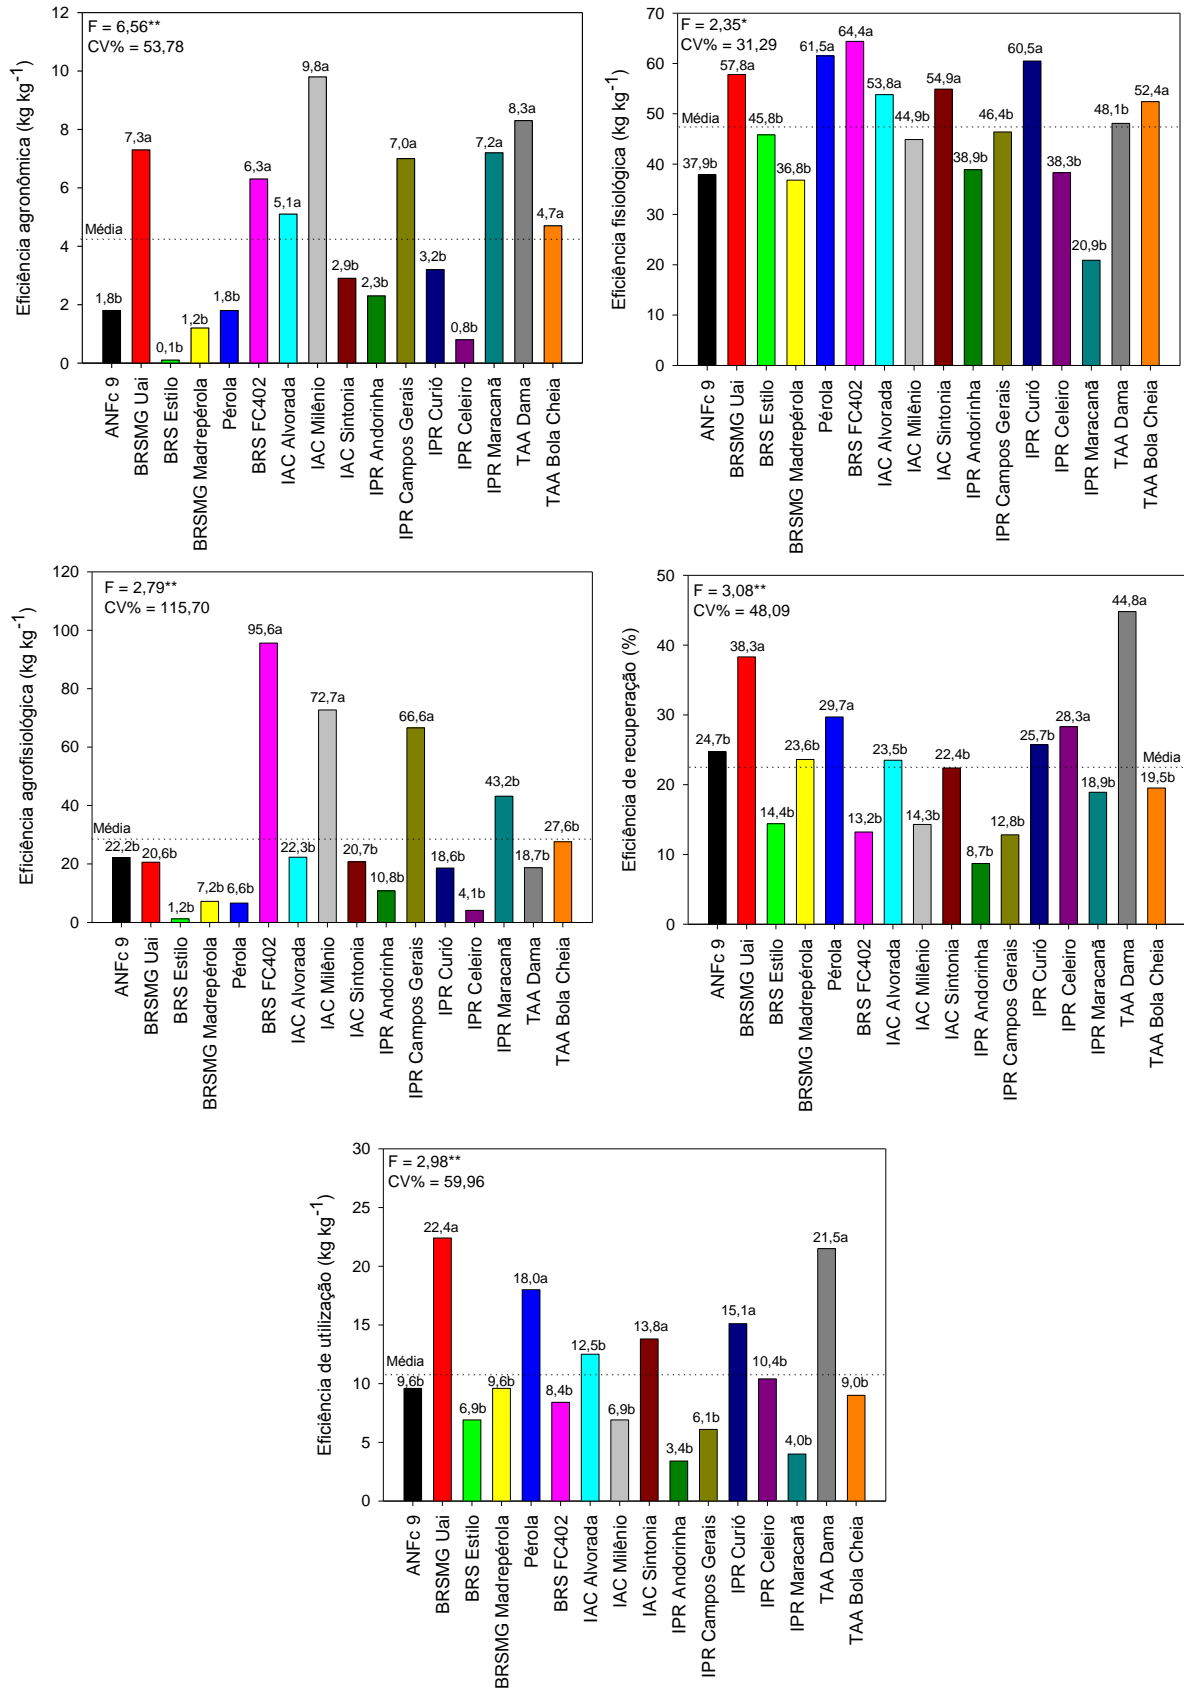 Eficiência agronômica (kg kg⁻¹)
F = 6,56**
CV% = 53,78
Média
12
10
8
6
4
2
0
1,8b
7,3a
0,1b
1,2b
1,8b
6,3a
5,1a
9,8a
2,9b
2,3b
7,0a
3,2b
0,8b
7,2a
8,3a
4,7a
ANFc 9
BRSMG Uai
BRS Estilo
BRSMG Madrepérola
Pérola
BRS FC402
IAC Alvorada
IAC Milênio
IAC Sintonia
IPR Andorinha
IPR Campos Gerais
IPR Curió
IPR Celeiro
IPR Maracanã
TAA Dama
TAA Bola Cheia
Eficiência fisiológica (kg kg⁻¹)
F = 2,35*
CV% = 31,29
Média
70
60
50
40
30
20
10
0
37,9b
57,8a
45,8b
36,8b
61,5a
64,4a
53,8a
44,9b
54,9a
38,9b
46,4b
60,5a
38,3b
20,9b
48,1b
52,4a
ANFc 9
BRSMG Uai
BRS Estilo
BRSMG Madrepérola
Pérola
BRS FC402
IAC Alvorada
IAC Milênio
IAC Sintonia
IPR Andorinha
IPR Campos Gerais
IPR Curió
IPR Celeiro
IPR Maracanã
TAA Dama
TAA Bola Cheia
Eficiência agrofisiológica (kg kg⁻¹)
F = 2,79**
CV% = 115,70
Média
120
100
80
60
40
20
0
22,2b
20,6b
1,2b
7,2b
6,6b
95,6a
22,3b
72,7a
20,7b
10,8b
66,6a
18,6b
4,1b
43,2a
18,7b
27,6b
ANFc 9
BRSMG Uai
BRS Estilo
BRSMG Madrepérola
Pérola
BRS FC402
IAC Alvorada
IAC Milênio
IAC Sintonia
IPR Andorinha
IPR Campos Gerais
IPR Curió
IPR Celeiro
IPR Maracanã
TAA Dama
TAA Bola Cheia
Eficiência de recuperação (%)
F = 3,08**
CV% = 48,09
Média
50
40
30
20
10
0
24,7b
38,3a
14,4b
23,6b
29,7a
13,2b
23,5b
14,3b
22,4b
8,7b
12,8b
25,7b
28,3a
18,9b
44,8a
19,5b
ANFc 9
BRSMG Uai
BRS Estilo
BRSMG Madrepérola
Pérola
BRS FC402
IAC Alvorada
IAC Milênio
IAC Sintonia
IPR Andorinha
IPR Campos Gerais
IPR Curió
IPR Celeiro
IPR Maracanã
TAA Dama
TAA Bola Cheia
Eficiência de utilização (kg kg⁻¹)
F = 2,98**
CV% = 59,96
Média
30
25
20
15
10
5
0
9,6b
22,4a
6,9b
9,6b
18,0a
8,4b
12,5b
6,9b
13,8a
3,4b
6,1b
15,1a
10,4b
4,0b
21,5a
9,0b
ANFc 9
BRSMG Uai
BRS Estilo
BRSMG Madrepérola
Pérola
BRS FC402
IAC Alvorada
IAC Milênio
IAC Sintonia
IPR Andorinha
IPR Campos Gerais
IPR Curió
IPR Celeiro
IPR Maracanã
TAA Dama
TAA Bola Cheia